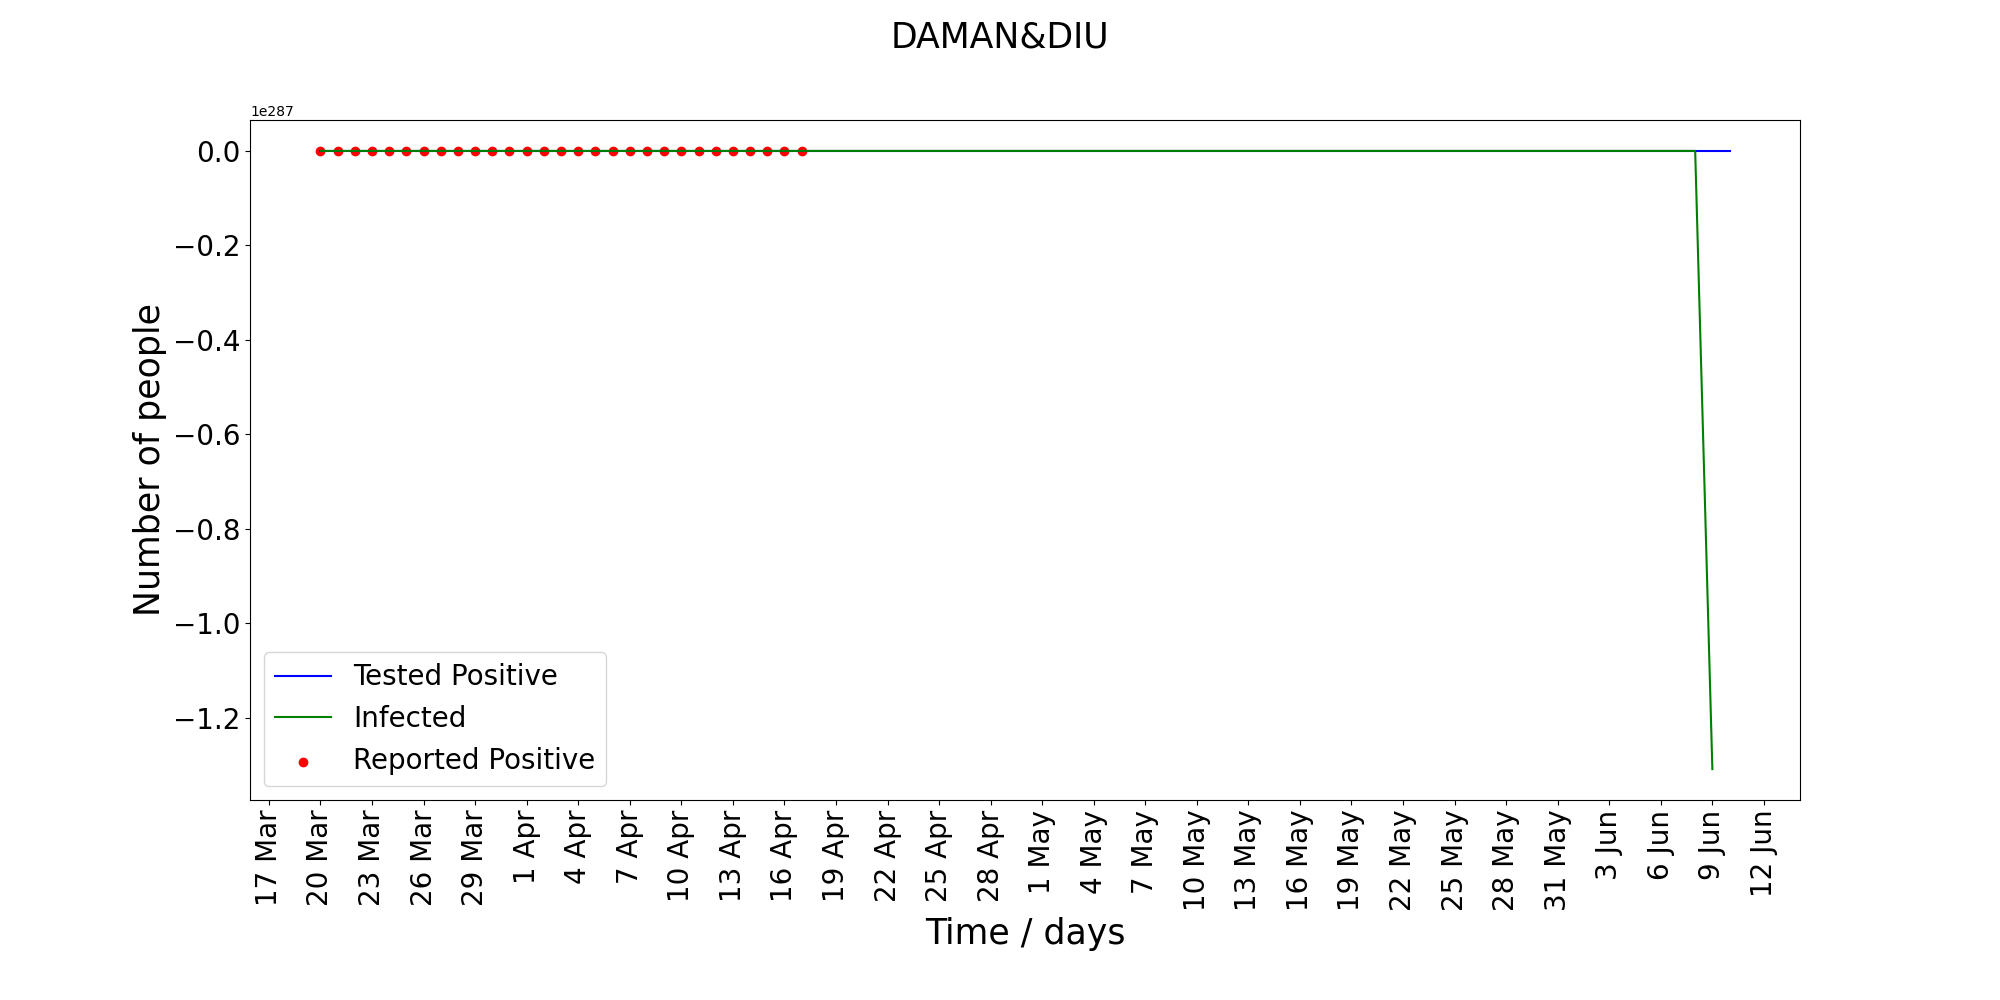 DAMAN&DIU
1e287
0.0
−0.2
−0.4
−0.6
−0.8
−1.0
−1.2
Number of people
Tested Positive
Infected
Reported Positive
17 Mar
20 Mar
23 Mar
26 Mar
29 Mar
1 Apr
4 Apr
7 Apr
10 Apr
13 Apr
16 Apr
19 Apr
22 Apr
25 Apr
28 Apr
1 May
4 May
7 May
10 May
13 May
16 May
19 May
22 May
25 May
28 May
31 May
3 Jun
6 Jun
9 Jun
12 Jun
Time / days